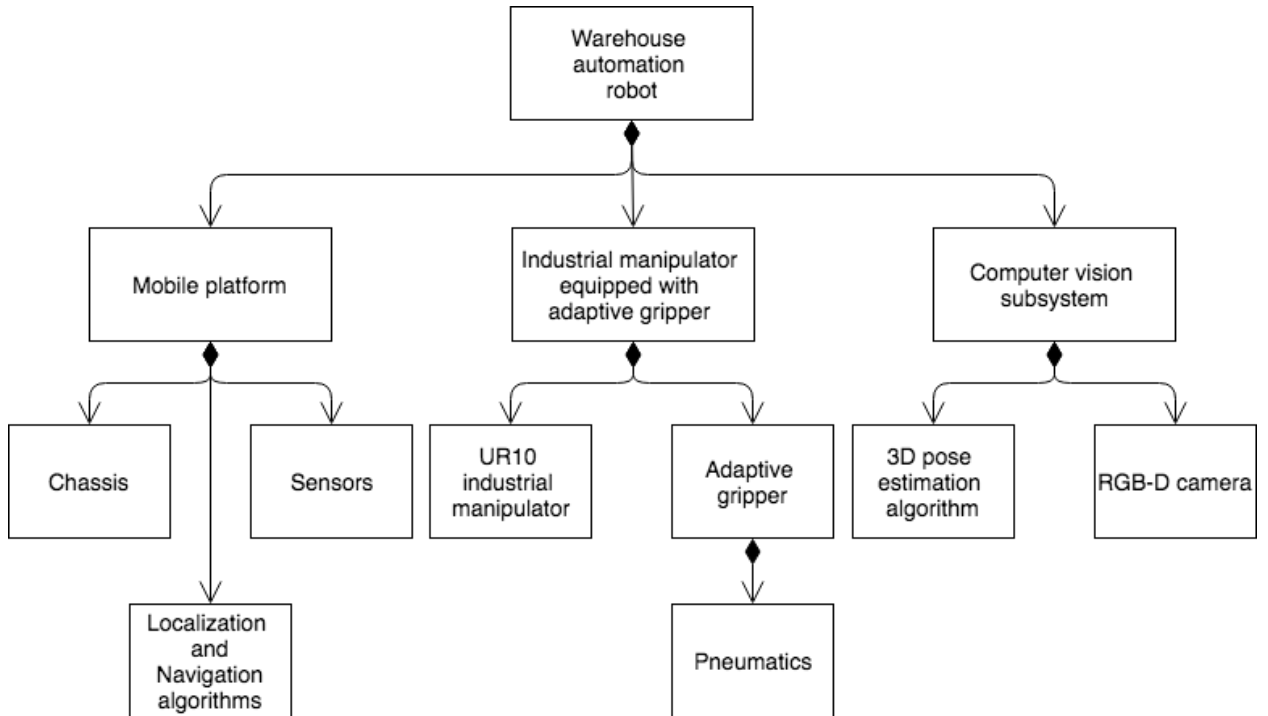 Warehouse
automation
robot
Mobile platform
Industrial manipulator
equipped with
adaptive gripper
Computer vision
subsystem
Chassis
Sensors
UR10
industrial
manipulator
Adaptive
gripper
3D pose
estimation
algorithm
RGB-D camera
Localization
and
Navigation
algorithms
Pneumatics